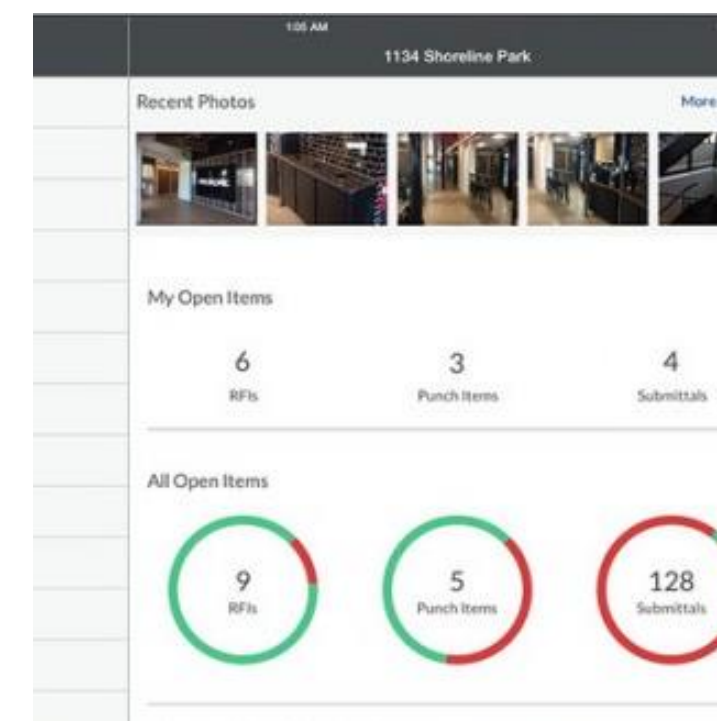 1:05 AM
1134 Shoreline Park
Recent Photos
More
My Open Items
6
3
4
RFIs
Punch Items
Submittals
All Open Items
9
5
128
RFIs
Punch Items
Submittals